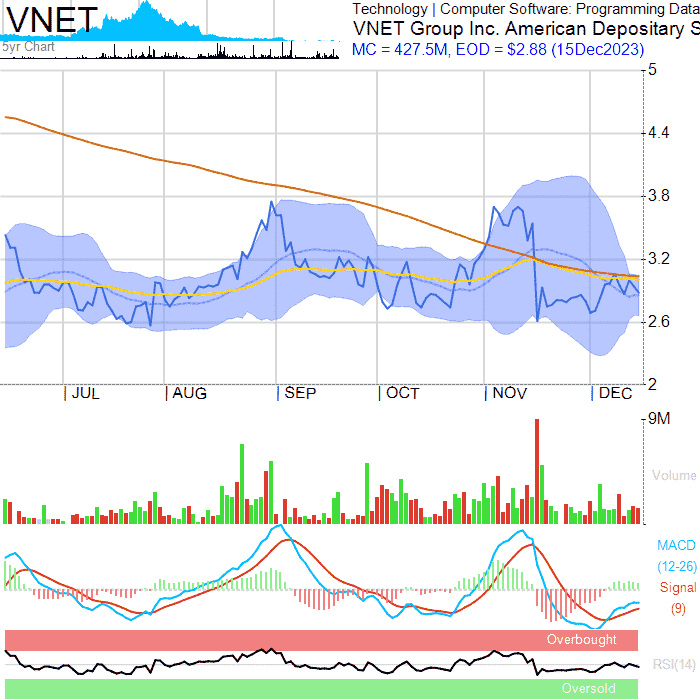 VNET
5yr Chart
Technology | Computer Software: Programming Data
VNET Group Inc. American Depositary S
MC = 427.5M, EOD = $2.88 (15Dec2023)
5
4.4
3.8
3.2
2.6
2
JUL AUG SEP OCT NOV DEC
9M
Volume
MACD
(12-26)
Signal
(9)
Overbought
RSI(14)
Oversold